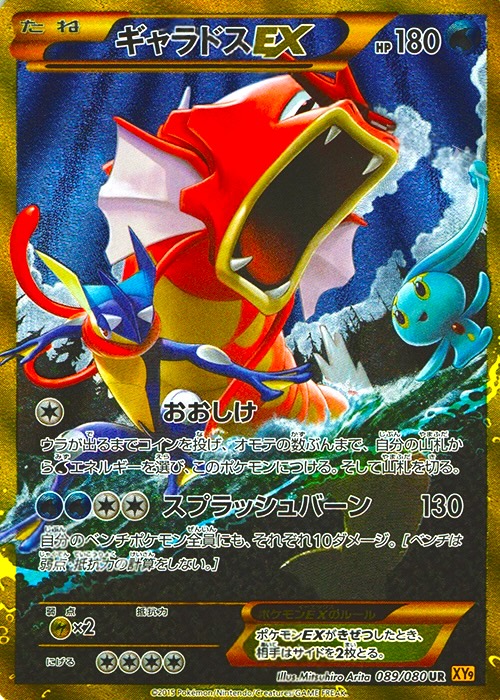 たね
ギャラドスEX
HP180
おおしけ
ウラが出るまでコインを投げ、オモテの数ぶんまで、自分の山札か
らエネルギーを選び、このポケモンにつける。そして山札を切る。
スプラッシュバーン 130
自分のベンチポケモン全員にも、それぞれ10ダメージ。[ベンチは
弱点・抵抗力の計算をしない。]
弱点 抵抗力
×2
にげる
ポケモンEXのルール
ポケモンEXがきぜつしたとき、
相手はサイドを2枚とる。
Illus. Mitsuhiro Arita 089/080 UR XY9
©2015 Pokémon/Nintendo/Creatures/GAME FREAK.